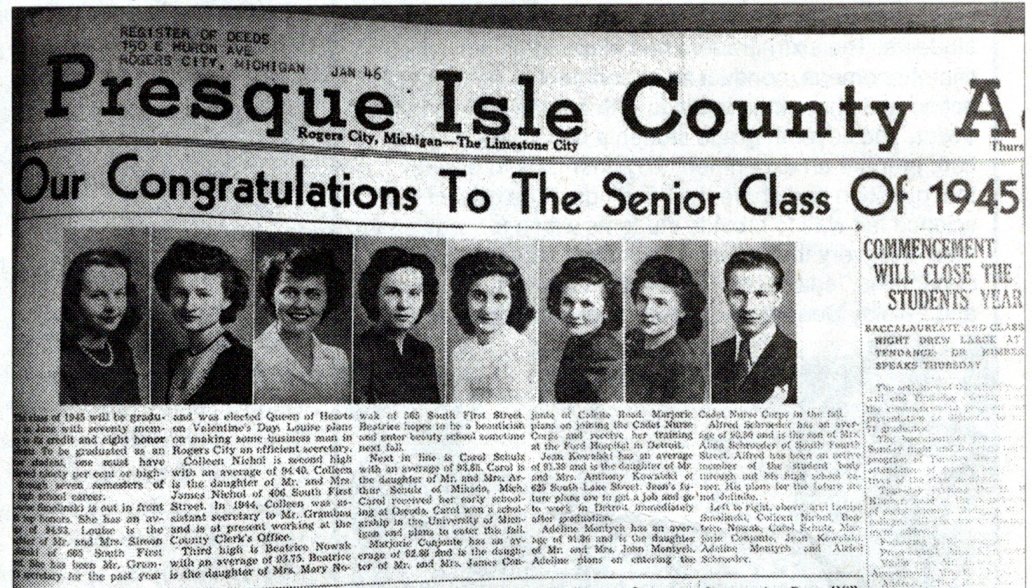 REGISTER OF DEEDS
150 E HURON AVE
ROGERS CITY, MICHIGAN JAN 46
Presque Isle County A
Rogers City, Michigan—The Limestone City
Thurs
Our Congratulations To The Senior Class Of 1945
class of 1945 will be gradu-
in June with seventy mem-
to its credit and eight honor
To be graduated as an
student, one must have
ninety per cent or high-
through seven semesters of
high school career.
Smolinski is out in front
top honors. She has an av-
of 94.53. Louise is the
of Mr. and Mrs. Simon
of 665 South First
She has been Mr. Gram-
secretary for the past year
and was elected Queen of Hearts
on Valentine's Day. Louise plans
on making some business man in
Rogers City an efficient secretary.
Colleen Nichol is second high
with an average of 94.40. Colleen
is the daughter of Mr. and Mrs.
James Nichol of 406 South First
Street. In 1944, Colleen was as-
sistant secretary to Mr. Grambau
and is at present working at the
County Clerk's Office.
Third high is Beatrice Nowak
with an average of 93.75. Beatrice
is the daughter of Mrs. Mary No-
wak of 565 South First Street.
Beatrice hopes to be a beautician
and enter beauty school sometime
next fall.
Next in line is Carol Schulz
with an average of 93.65. Carol is
the daughter of Mr. and Mrs. Ar-
thur Schulz of Mikado, Mich.
Carol received her early school-
ing at Oscoda. Carol won a schol-
arship in the University of Mich-
igan and plans to enter this fall.
Marjorie Conjonte has an av-
erage of 92.86 and is the daugh-
ter of Mr. and Mrs. James Con-
jonte of Calcite Road. Marjorie
plans on joining the Cadet Nurse
Corps and receive her training
at the Ford Hospital in Detroit.
Jean Kowalski has an average
of 91.38 and is the daughter of Mr
and Mrs. Anthony Kowalski of
625 South Lake Street. Jean's fu-
ture plans are to get a job and go
to work in Detroit immediately
after graduation.
Adeline Montych has an aver-
age of 91.36 and is the daughter
of Mr. and Mrs. John Montych.
Adeline plans on entering the
Cadet Nurse Corps in the fall.
Alfred Schroeder has an aver-
age of 90.56 and is the son of Mrs.
Alma Schroeder of South Fourth
Street. Alfred has been an active
member of the student body
through out his high school ca-
reer. His plans for the future are
not definite.
Left to right, above, are Louise
Smolinski, Colleen Nichol, Bea-
trice Nowak, Carol Schulz, Mar-
jorie Conjonte, Jean Kowalski,
Adeline Montych and Alfred
Schroeder.
COMMENCEMENT
WILL CLOSE THE
STUDENTS' YEAR
BACCALAUREATE AND CLASS
NIGHT DREW LARGE AT
TENDANCE; DR
SPEAKS THURSDAY